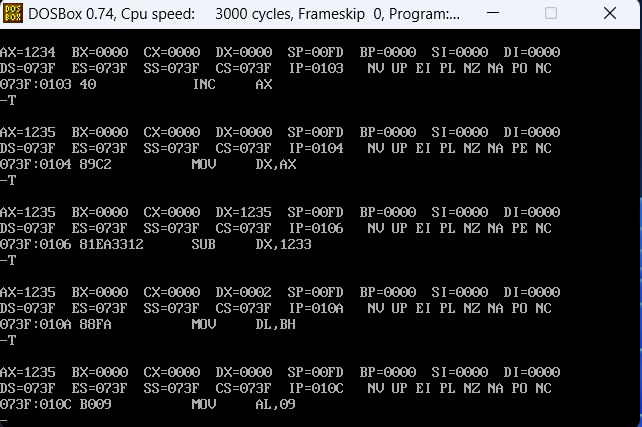 DOS BOX DOSBox 0.74, Cpu speed: 3000 cycles, Frameskip 0, Program:...
AX=1234 BX=0000 CX=0000 DX=0000 SP=00FD BP=0000 SI=0000 DI=0000
DS=073F ES=073F SS=073F CS=073F IP=0103 NV UP EI PL NZ NA PO NC
073F:0103 40 INC AX
-T
AX=1235 BX=0000 CX=0000 DX=0000 SP=00FD BP=0000 SI=0000 DI=0000
DS=073F ES=073F SS=073F CS=073F IP=0104 NV UP EI PL NZ NA PE NC
073F:0104 89C2 MOV DX,AX
-T
AX=1235 BX=0000 CX=0000 DX=1235 SP=00FD BP=0000 SI=0000 DI=0000
DS=073F ES=073F SS=073F CS=073F IP=0106 NV UP EI PL NZ NA PE NC
073F:0106 81EA3312 SUB DX,1233
-T
AX=1235 BX=0000 CX=0000 DX=0002 SP=00FD BP=0000 SI=0000 DI=0000
DS=073F ES=073F SS=073F CS=073F IP=010A NV UP EI PL NZ NA PO NC
073F:010A 88FA MOV DL,BH
-T
AX=1235 BX=0000 CX=0000 DX=0000 SP=00FD BP=0000 SI=0000 DI=0000
DS=073F ES=073F SS=073F CS=073F IP=010C NV UP EI PL NZ NA PO NC
073F:010C B009 MOV AL,09
-